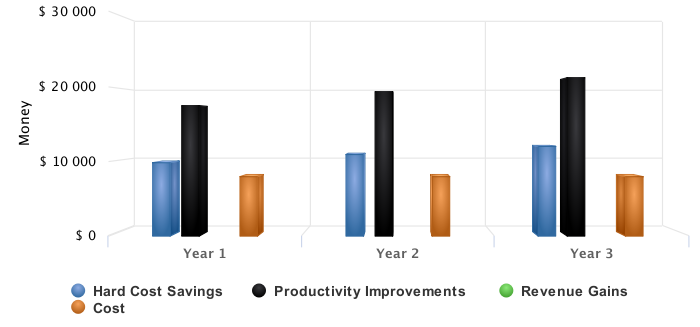 $ 30 000
$ 20 000
$ 10 000
$ 0
Money
Year 1 Year 2 Year 3
Hard Cost Savings Productivity Improvements Revenue Gains
Cost